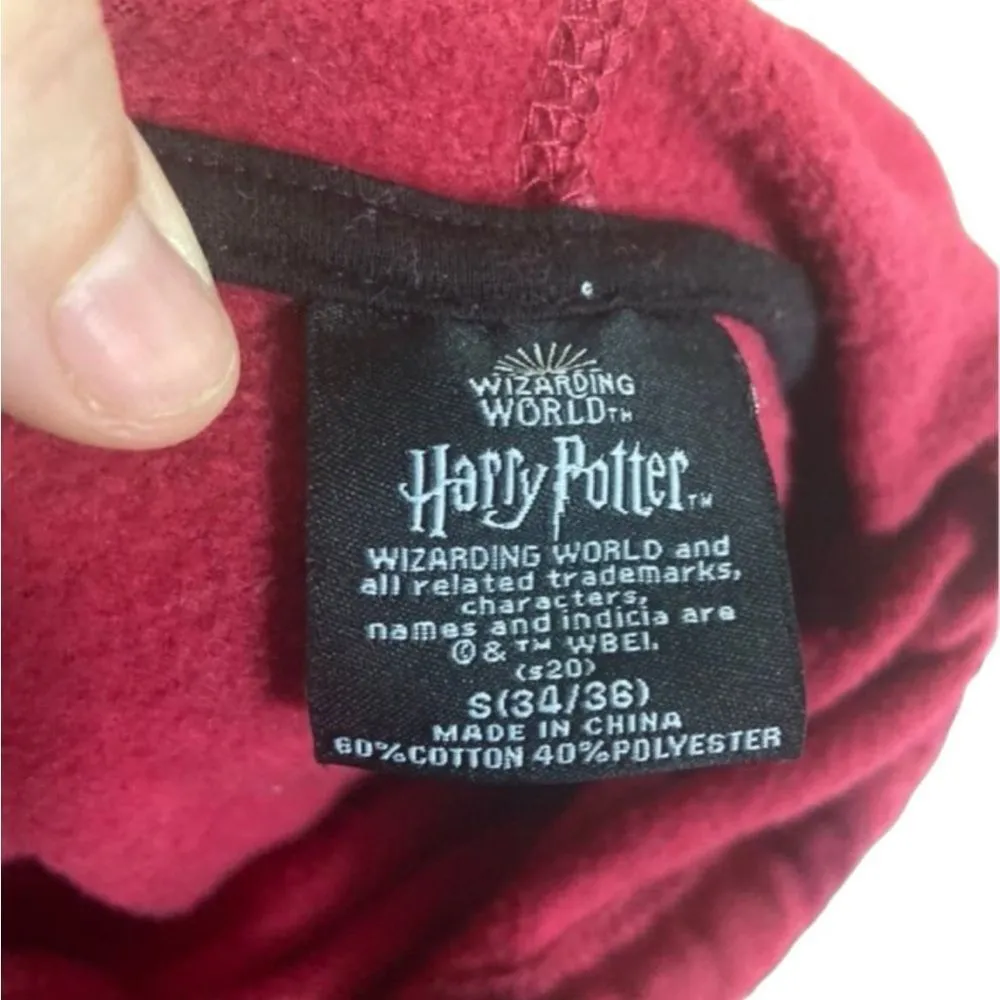 WIZARDING
WORLD™
Harry Potter™
WIZARDING WORLD and
all related trademarks,
characters,
names and indicia are
© & ™ WBEI.
(s20)
S(34/36)
MADE IN CHINA
60%COTTON 40%POLYESTER